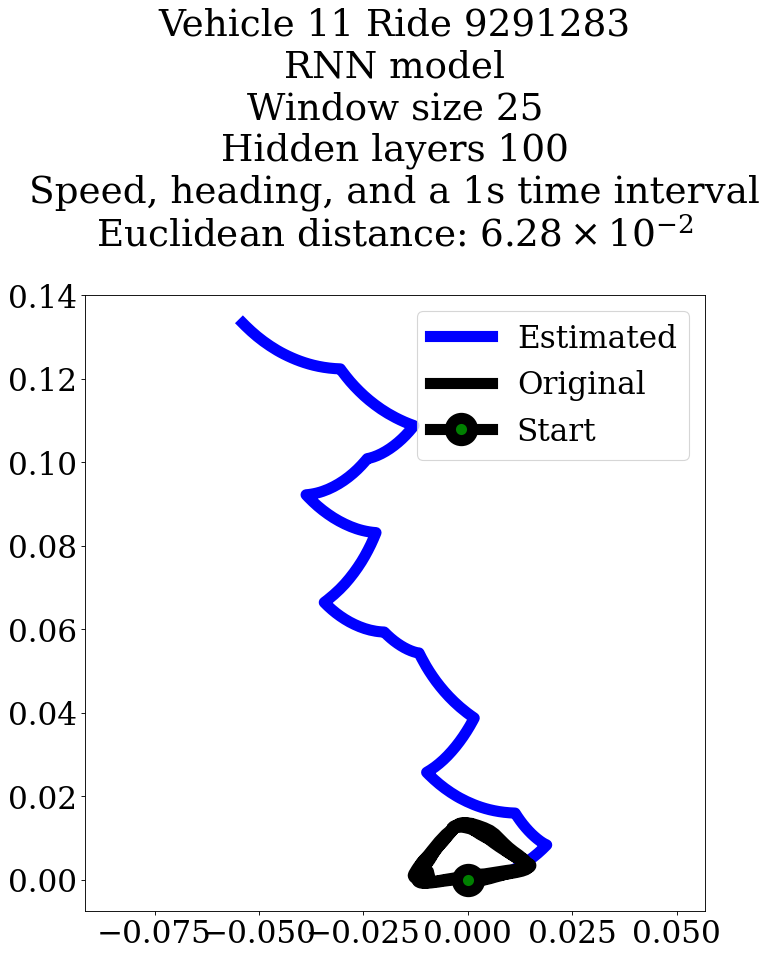 Vehicle 11 Ride 9291283
RNN model
Window size 25
Hidden layers 100
Speed, heading, and a 1s time interval
Euclidean distance: 6.28 × 10⁻²
0.14
0.12
0.10
0.08
0.06
0.04
0.02
0.00
Estimated
Original
Start
−0.075 −0.050 −0.025 0.000 0.025 0.050